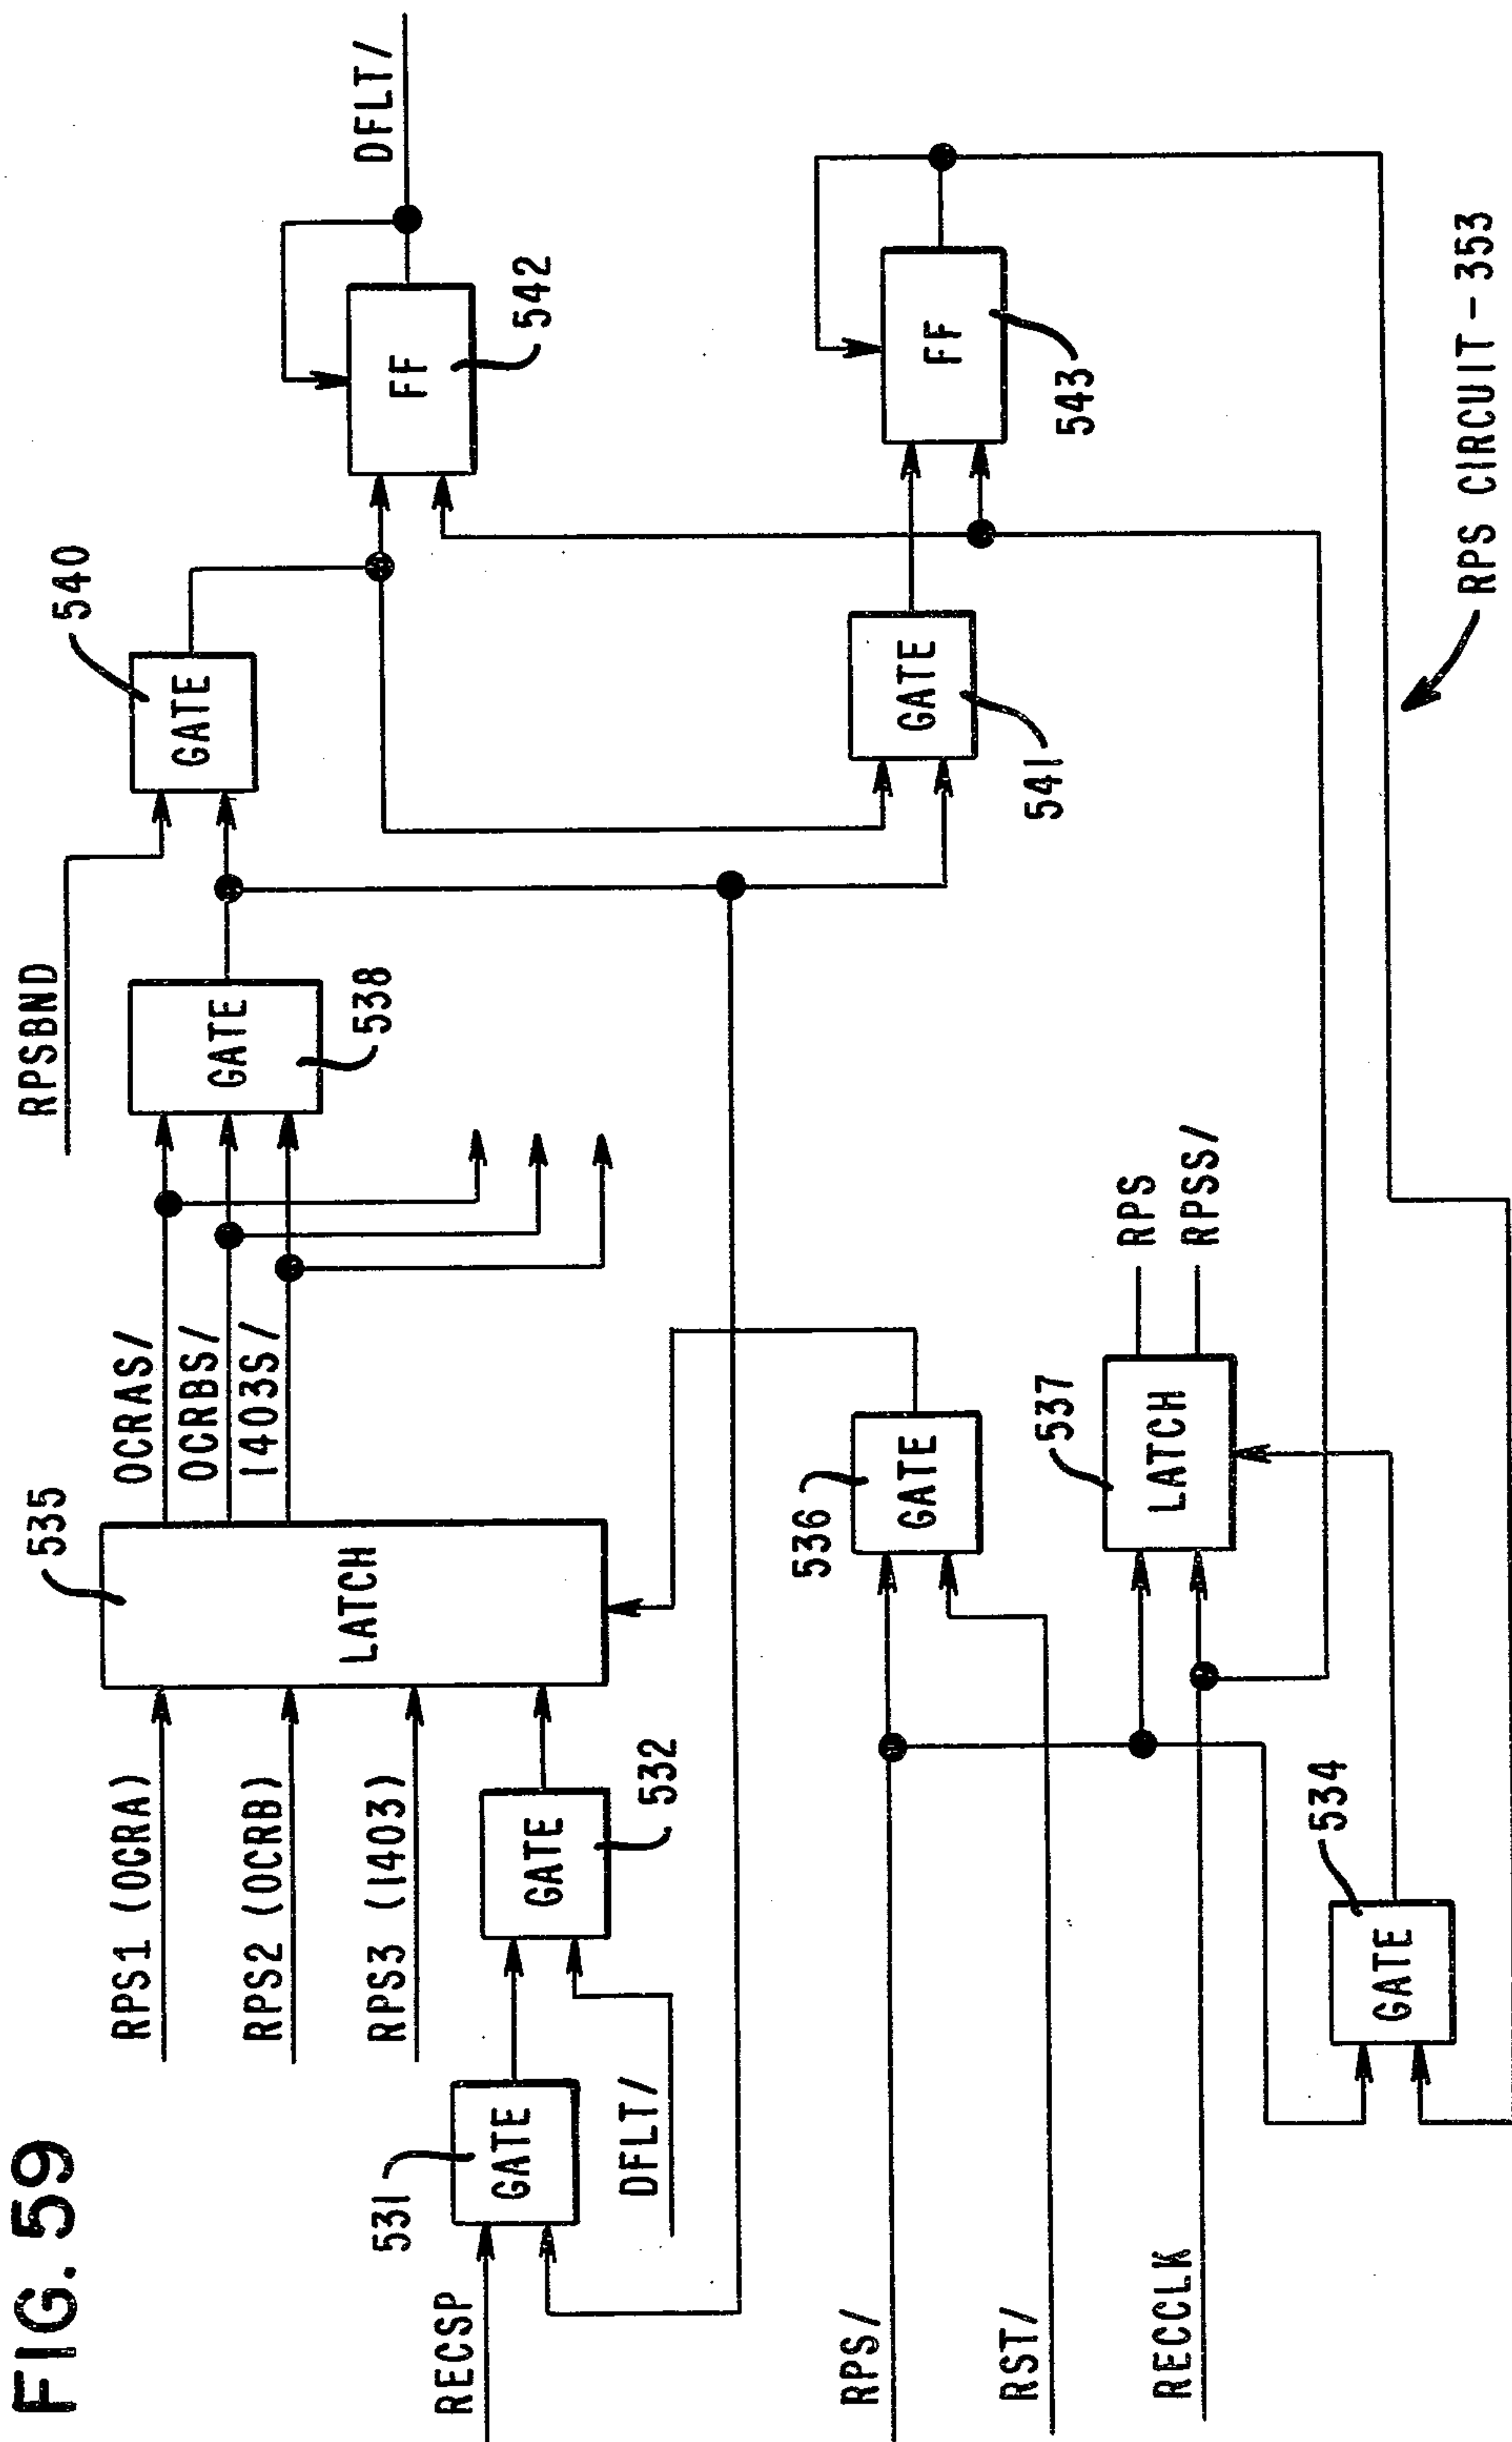 FIG. 59
RPS1 (OCRA)
RPS2 (OCRB)
RPS3 (1403)
535
LATCH
OCRAS/
OCRBS/
1403S/
RPSBND
GATE
538
GATE
540
FF
542
DFLT/
RECSP
531
GATE
DFLT/
GATE
532
GATE
541
FF
543
RPS/
RST/
RECCLK
536
GATE
537
LATCH
RPS
RPSS/
534
GATE
RPS CIRCUIT-353